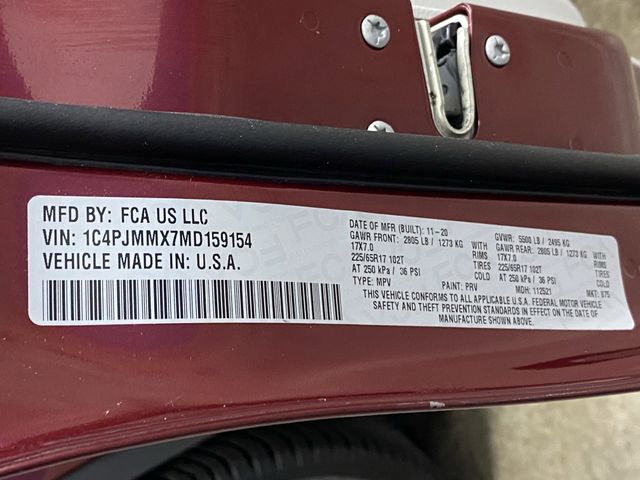 MFD BY: FCA US LLC
VIN: 1C4PJMMX7MD159154
VEHICLE MADE IN: U.S.A.
DATE OF MFR (BUILT): 11-20 GVWR: 5500 LB / 2495 KG
GAWR FRONT: 2805 LB / 1273 KG WITH GAWR REAR: 2805 LB / 1273 KG WITH
17X7.0 RIMS 17X7.0 RIMS
225/65R17 102T TIRES 225/65R17 102T TIRES
AT 250 kPa / 36 PSI COLD AT 250 kPa / 36 PSI COLD
TYPE: MPV PAINT: PRV MDH: 112521 MKT: 875
THIS VEHICLE CONFORMS TO ALL APPLICABLE U.S.A. FEDERAL MOTOR VEHICLE
SAFETY AND THEFT PREVENTION STANDARDS IN EFFECT ON THE DATE OF
MANUFACTURE SHOWN ABOVE.